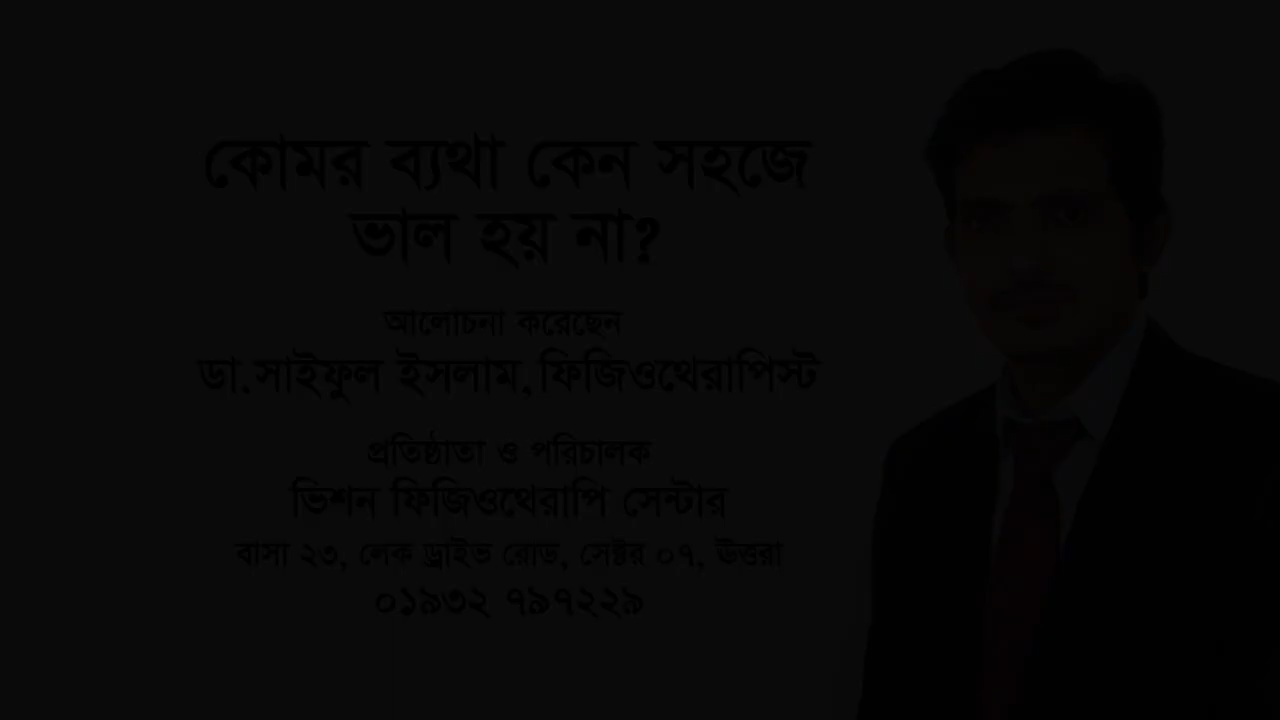 কোমর ব্যথা কেন সহজে
ভাল হয় না?
আলোচনা করেছেন
ডা.সাইফুল ইসলাম,ফিজিওথেরাপিস্ট
প্রতিষ্ঠাতা ও পরিচালক
ভিশন ফিজিওথেরাপি সেন্টার
বাসা ২৩, লেক ড্রাইভ রোড, সেক্টর ০৭, উত্তরা
০১৯৩২ ৭৯৭২২৯